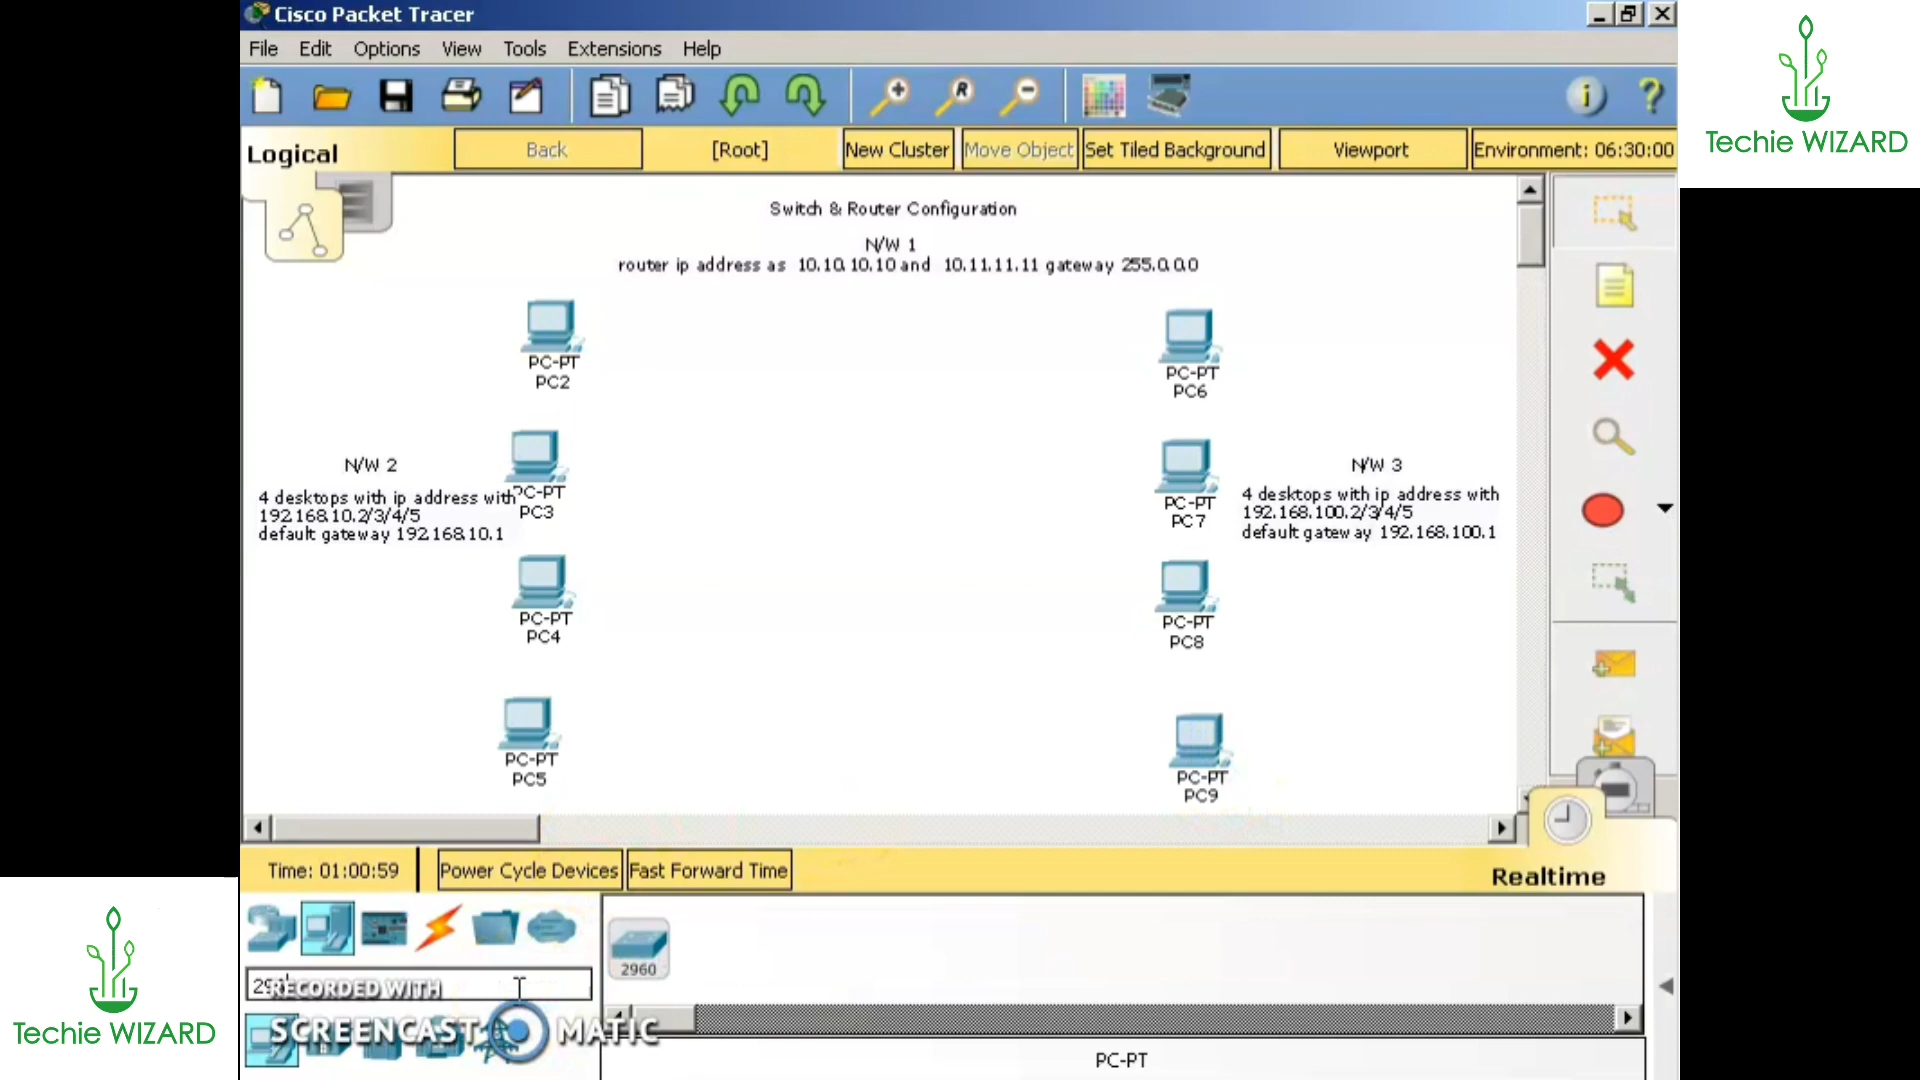 Cisco Packet Tracer
File Edit Options View Tools Extensions Help
Techie WIZARD
Logical Back [Root] New Cluster Move Object Set Tiled Background Viewport Environment: 06:30:00
Switch & Router Configuration
N/W 1
router ip address as 10.10.10.10 and 10.11.11.11 gateway 255.0.0.0
PC-PT
PC2
PC-PT
PC6
N/W 2
4 desktops with ip address with
192.168.10.2/3/4/5
default gateway 192.168.10.1
PC-PT
PC3
PC-PT
PC7
N/W 3
4 desktops with ip address with
192.168.100.2/3/4/5
default gateway 192.168.100.1
PC-PT
PC4
PC-PT
PC8
PC-PT
PC5
PC-PT
PC9
Time: 01:00:59 Power Cycle Devices Fast Forward Time Realtime
2960
RECORDED WITH
SCREENCAST MATIC
PC-PT
Techie WIZARD